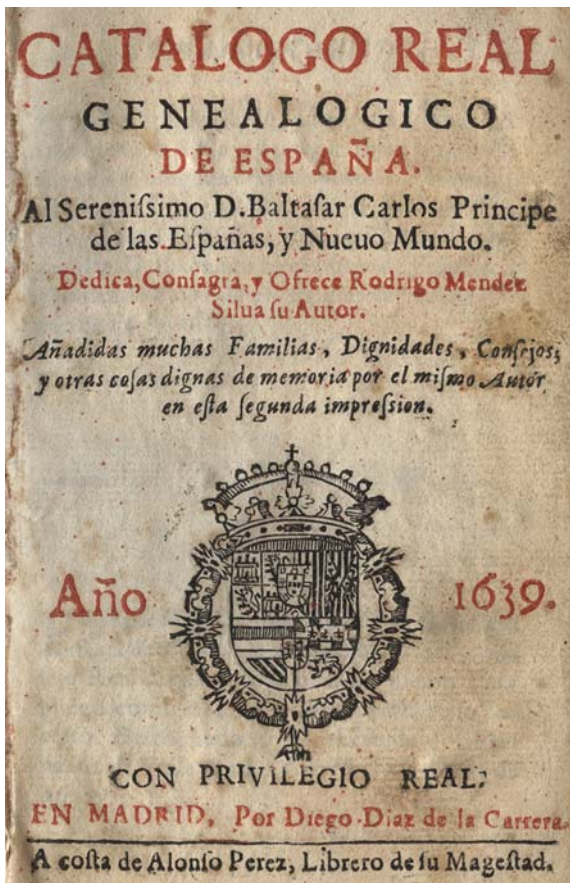 CATALOGO REAL
GENEALOGICO
DE ESPAÑA.
Al Sereniſsimo D.Baltaſar Carlos Principe
de las Eſpañas, y Nueuo Mundo.
Dedica, Conſagra, y Ofrece Rodrigo Mendez
Silua ſu Autor.
Añadidas muchas Familias, Dignidades, Conſejos,
y otras coſas dignas de memoria por el miſmo Autor
en eſta ſegunda impreſsion.
Año 1639.
CON PRIVILEGIO REAL.
EN MADRID, Por Diego Diaz de la Carrera.
A coſta de Alonſo Perez, Librero de ſu Mageſtad.